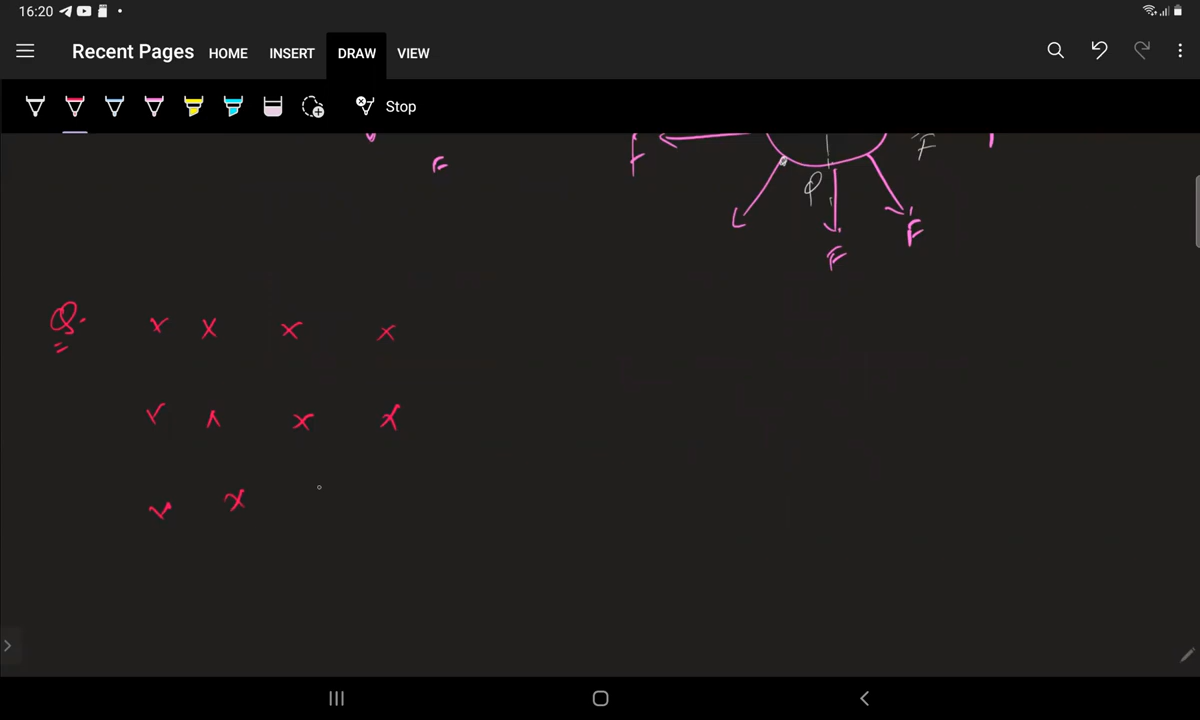 16:20
Recent Pages HOME INSERT DRAW VIEW
Stop
F F F
F F
Q. x x x x
x x x x
x x